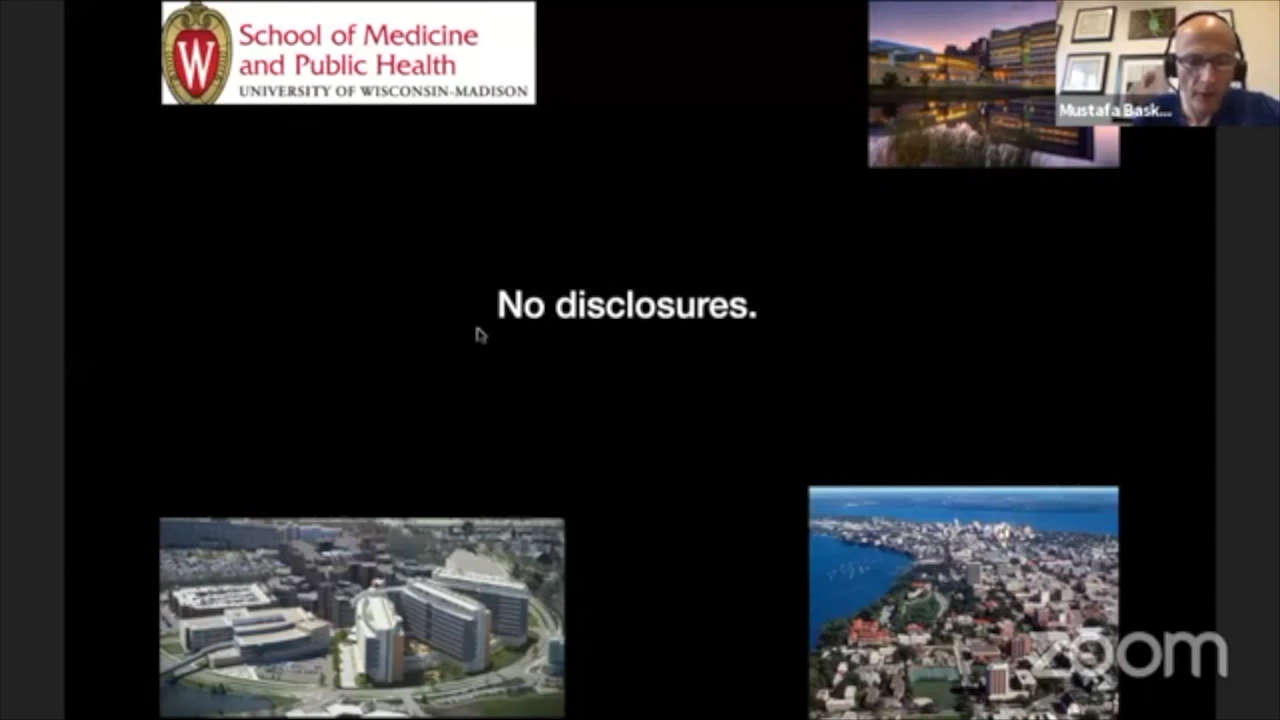 W
School of Medicine
and Public Health
UNIVERSITY OF WISCONSIN-MADISON
Mustafa Bask...
No disclosures.
zoom